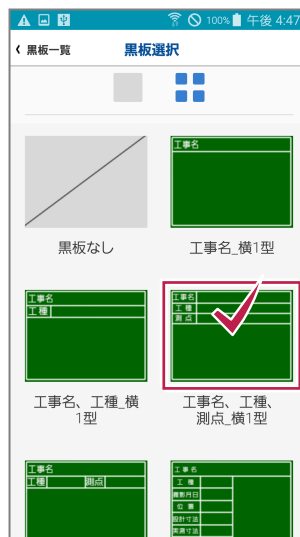 100% 午後 4:47
黒板一覧 黒板選択
工事名
黒板なし
工事名_横1型
工事名
工種
工事名
工種
測点
工事名、工種_横
1型
工事名、工種、
測点_横1型
工事名
工種 測点
工事名
工種
撮影月日
位置
設計寸法
実測寸法